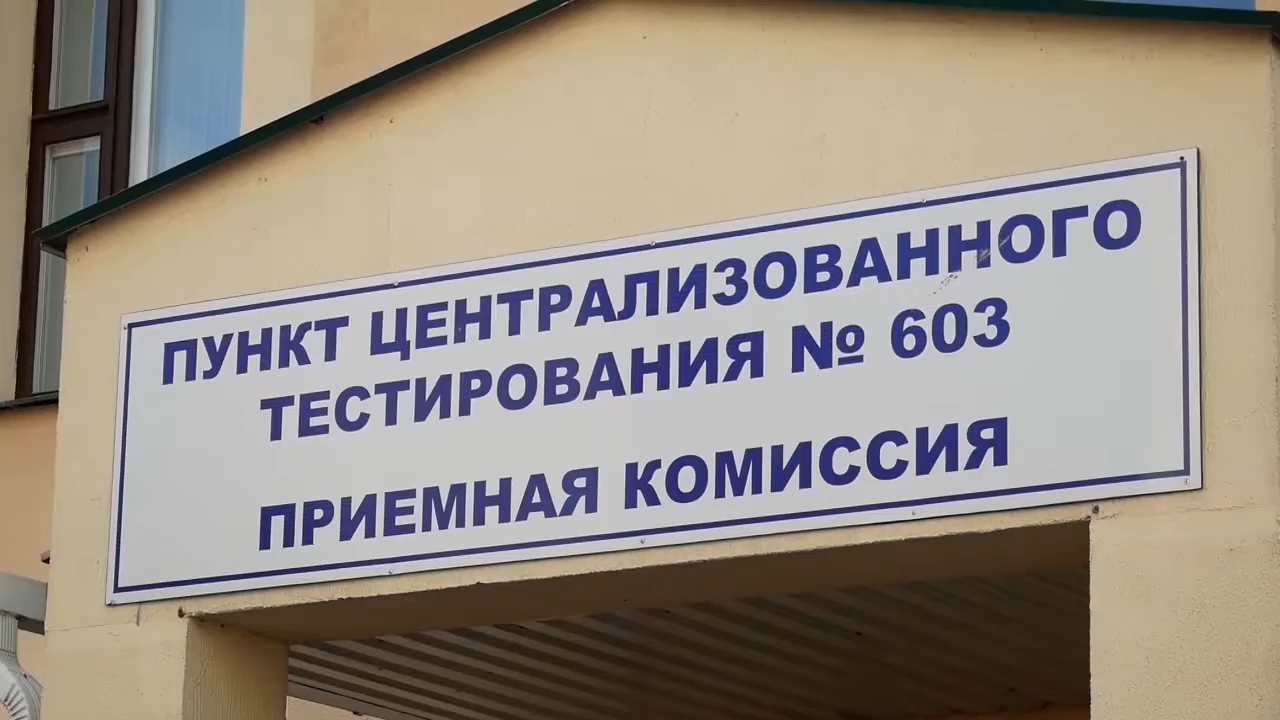 ПУНКТ ЦЕНТРАЛИЗОВАННОГО
ТЕСТИРОВАНИЯ № 603
ПРИЕМНАЯ КОМИССИЯ